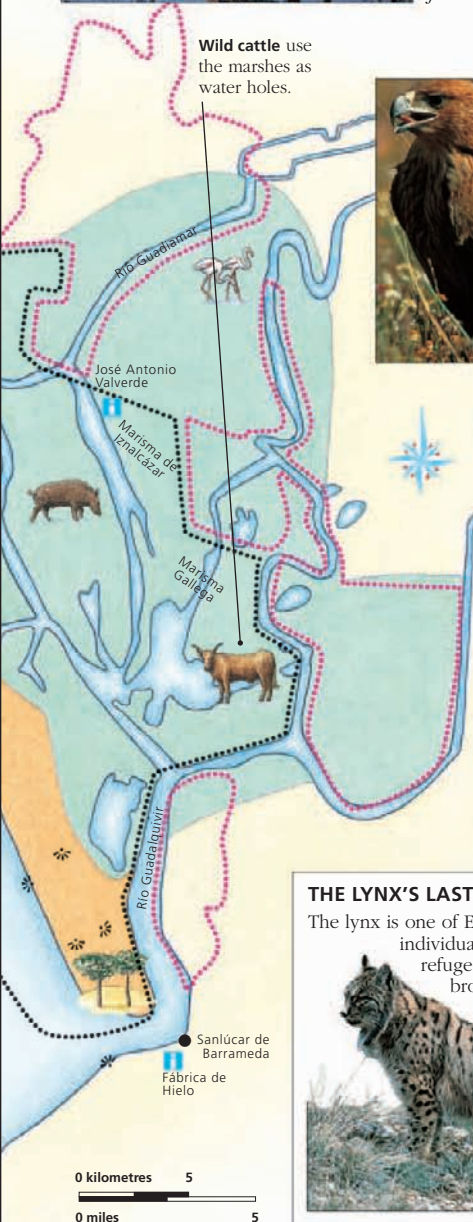 Wild cattle use
the marshes as
water holes.
Río Guadiamar
José Antonio
Valverde
Marisma de
Iznalcázar
Marisma
Gallega
Río Guadalquivir
THE LYNX'S LAST
The lynx is one of E
individua
refuge
bro
Sanlúcar de
Barrameda
Fábrica de
Hielo
0 kilometres 5
0 miles 5